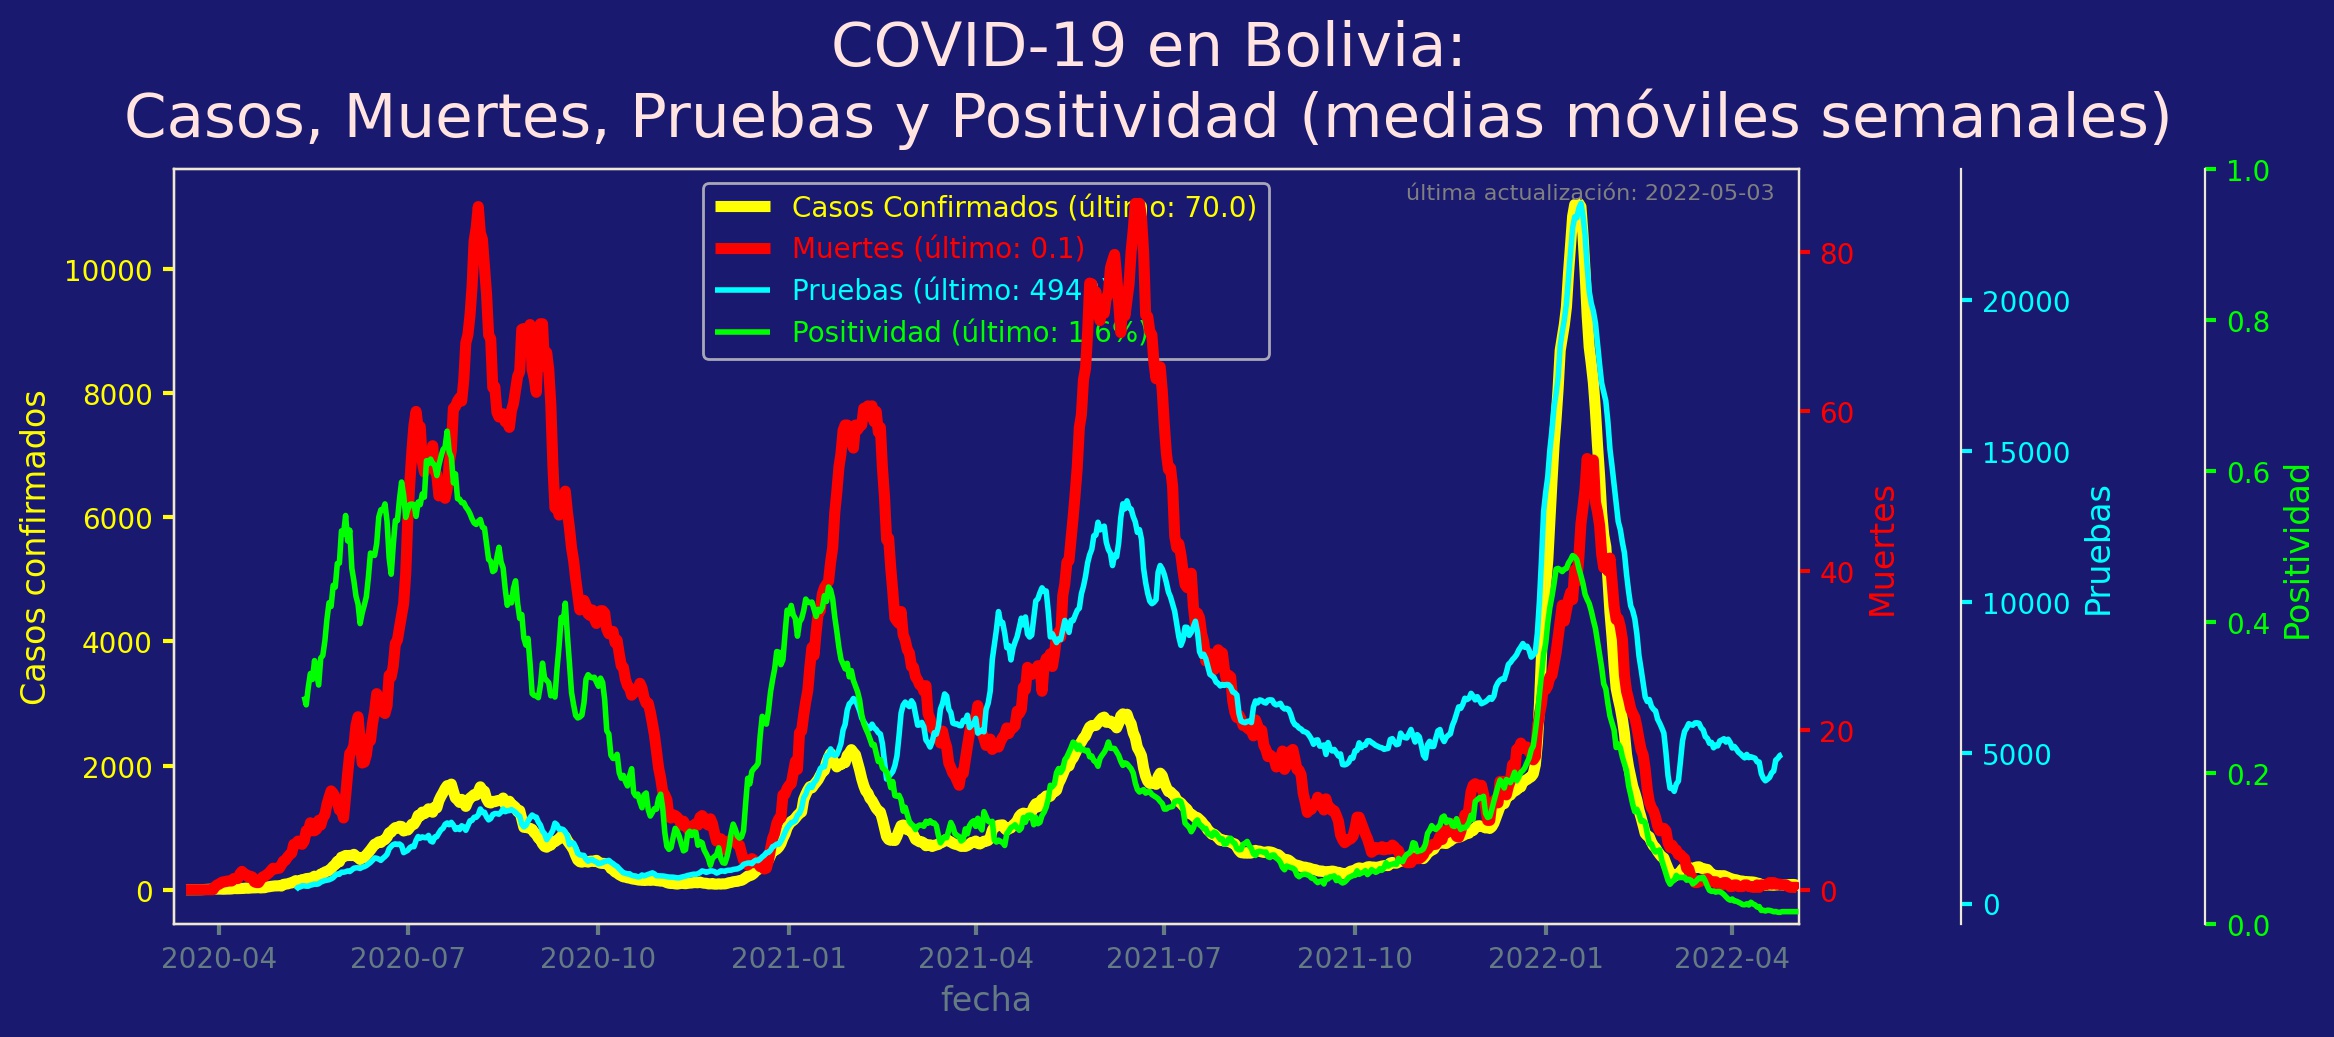 COVID-19 en Bolivia:
Casos, Muertes, Pruebas y Positividad (medias móviles semanales)
última actualización: 2022-05-03
Casos Confirmados (último: 70.0)
Muertes (último: 0.1)
Pruebas (último: 494
Positividad (último: 1.6%)
Casos confirmados
10000
8000
6000
4000
2000
0
80
60
40
20
0
Muertes
20000
15000
10000
5000
0
Pruebas
1.0
0.8
0.6
0.4
0.2
0.0
Positividad
2020-04 2020-07 2020-10 2021-01 2021-04 2021-07 2021-10 2022-01 2022-04
fecha